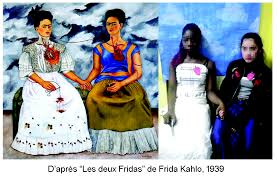 D'après "Les deux Fridas" de Frida Kahlo, 1939